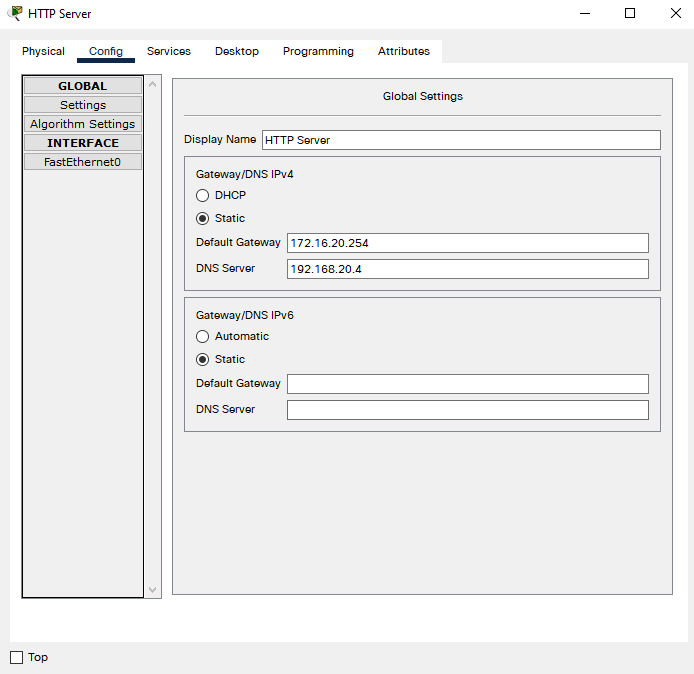 HTTP Server
Physical Config Services Desktop Programming Attributes
GLOBAL
Settings
Algorithm Settings
INTERFACE
FastEthernet0
Global Settings
Display Name HTTP Server
Gateway/DNS IPv4
DHCP
Static
Default Gateway 172.16.20.254
DNS Server 192.168.20.4
Gateway/DNS IPv6
Automatic
Static
Default Gateway
DNS Server
Top